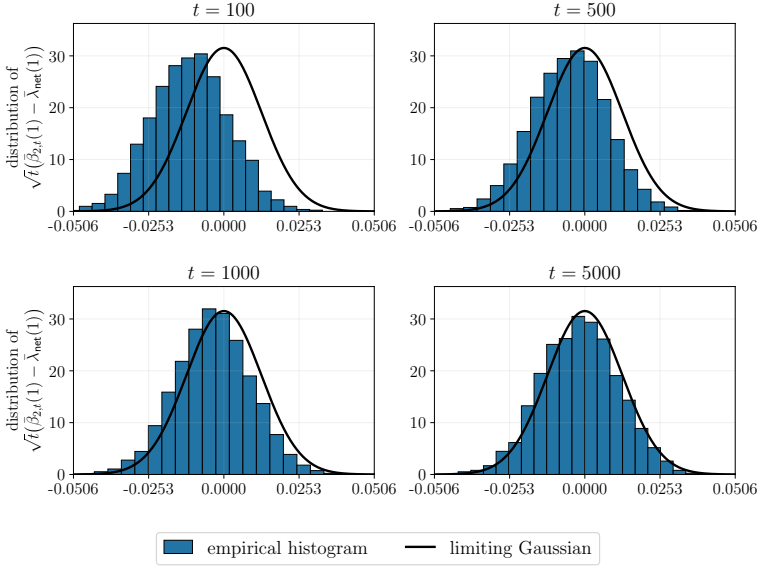 t = 100
t = 500
distribution of
√t(β̄₂,ₜ(1) − λ̄ₙₑₜ(1))
30
20
10
0
-0.0506 -0.0253 0.0000 0.0253 0.0506
30
20
10
0
-0.0506 -0.0253 0.0000 0.0253 0.0506
t = 1000
t = 5000
distribution of
√t(β̄₂,ₜ(1) − λ̄ₙₑₜ(1))
30
20
10
0
-0.0506 -0.0253 0.0000 0.0253 0.0506
30
20
10
0
-0.0506 -0.0253 0.0000 0.0253 0.0506
empirical histogram limiting Gaussian